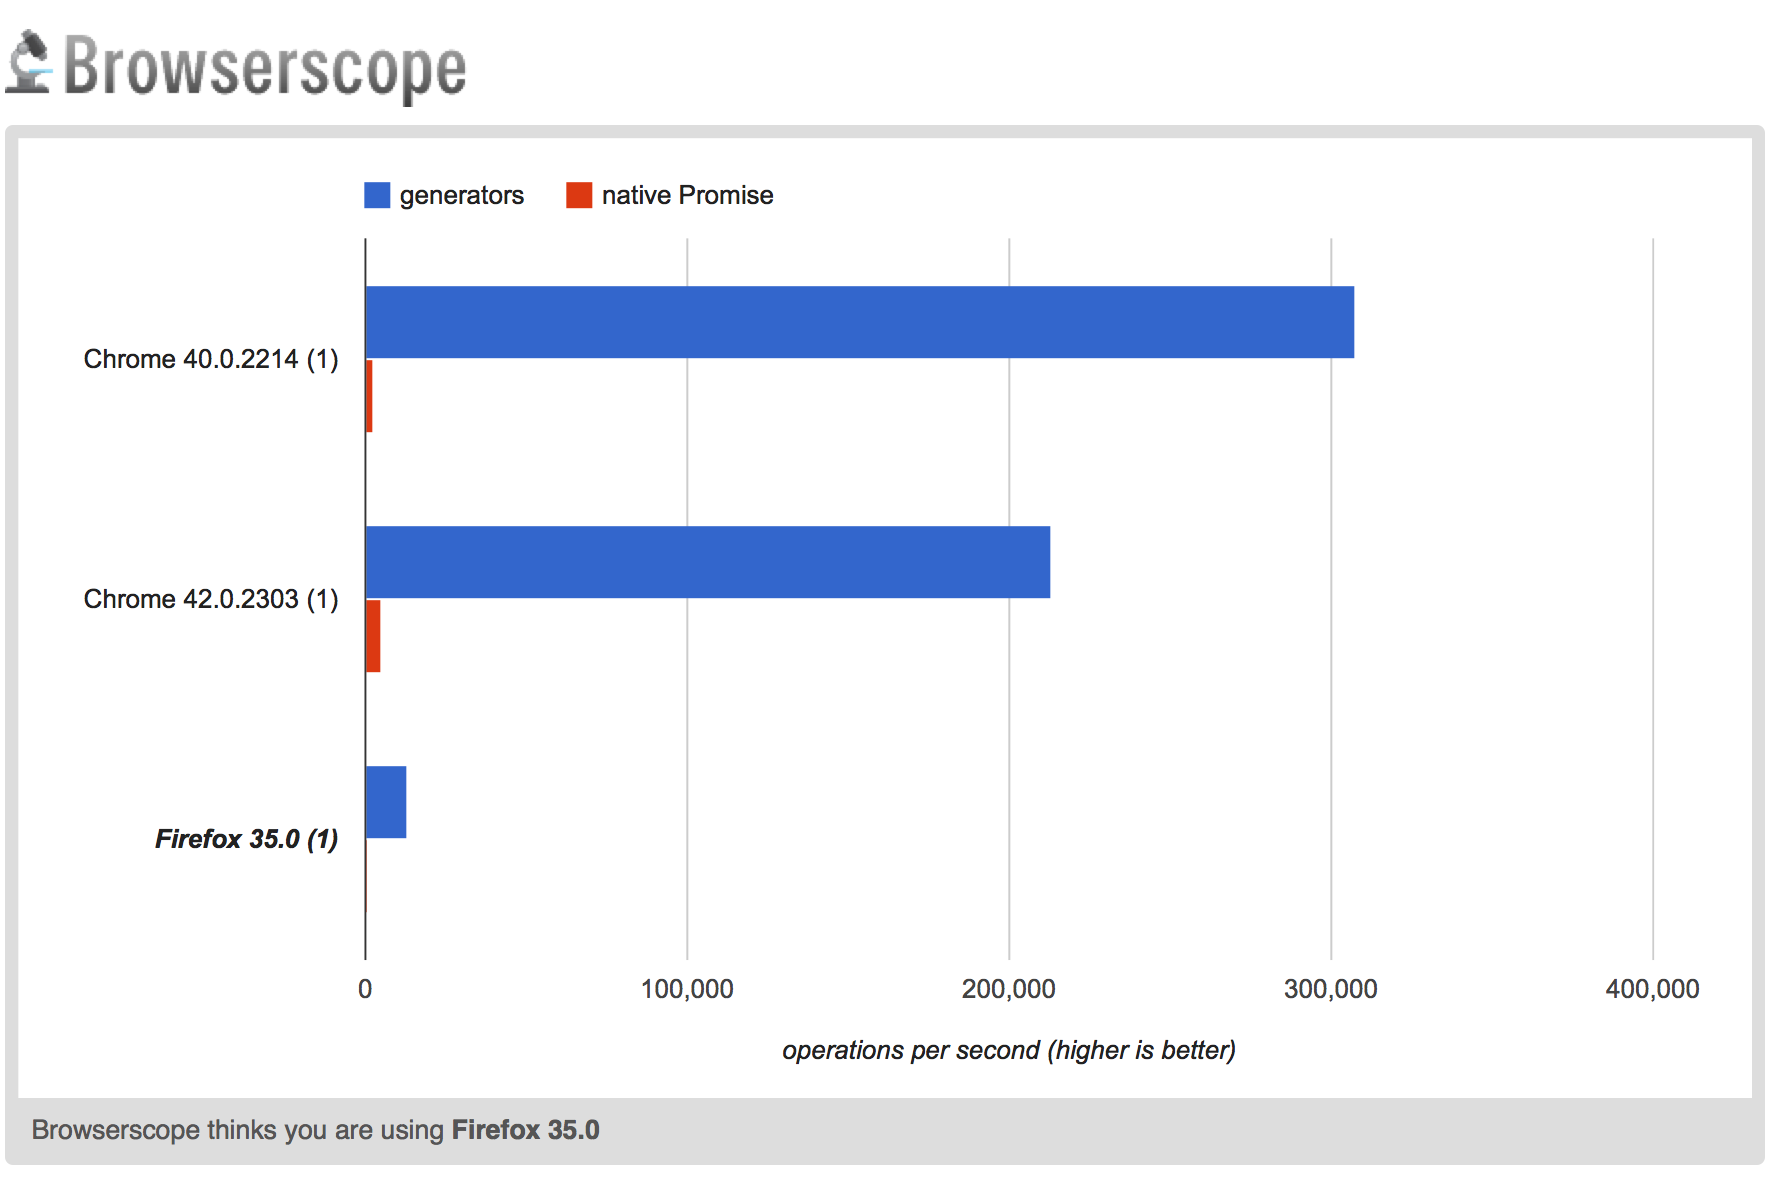 Browserscope
generators native Promise
Chrome 40.0.2214 (1)
Chrome 42.0.2303 (1)
Firefox 35.0 (1)
0 100,000 200,000 300,000 400,000
operations per second (higher is better)
Browserscope thinks you are using Firefox 35.0